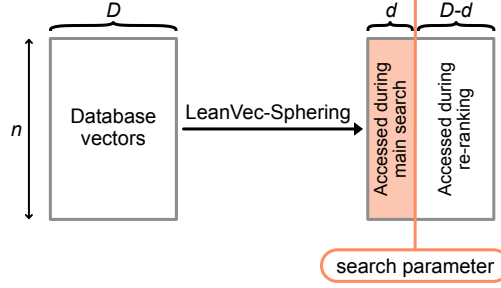 D
d
D-d
n
Database
vectors
LeanVec-Sphering
Accessed during
main search
Accessed during
re-ranking
search parameter